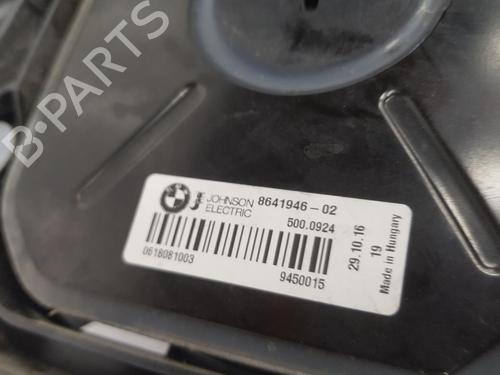 B-PARTS
JOHNSON ELECTRIC 8641946-02
500.0924
0618081003
9450015
29.10.16
19
Made in Hungary